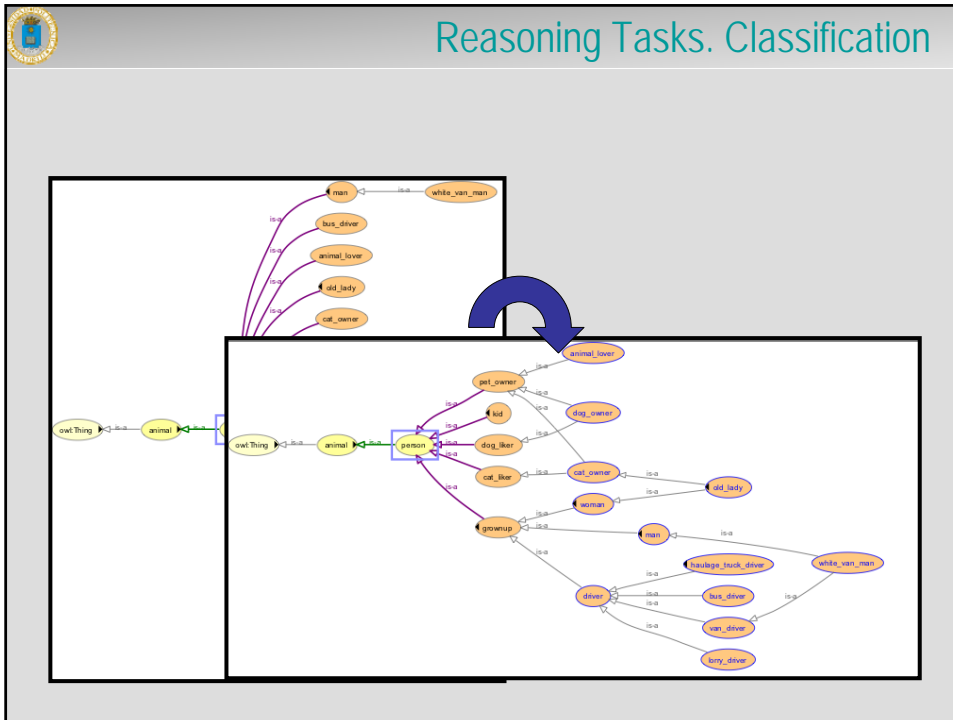 Reasoning Tasks. Classification
man
is-a
white_van_man
is-a
bus_driver
is-a
animal_lover
is-a
old_lady
is-a
cat_owner
is-a
owl:Thing
is-a
animal
is-a
animal_lover
is-a
pet_owner
is-a
is-a
kid
is-a
dog_owner
is-a
owl:Thing
is-a
animal
is-a
person
is-a
dog_liker
is-a
cat_liker
is-a
cat_owner
is-a
old_lady
is-a
is-a
woman
is-a
grownup
is-a
man
is-a
is-a
haulage_truck_driver
is-a
white_van_man
driver
is-a
bus_driver
is-a
is-a
van_driver
is-a
lorry_driver